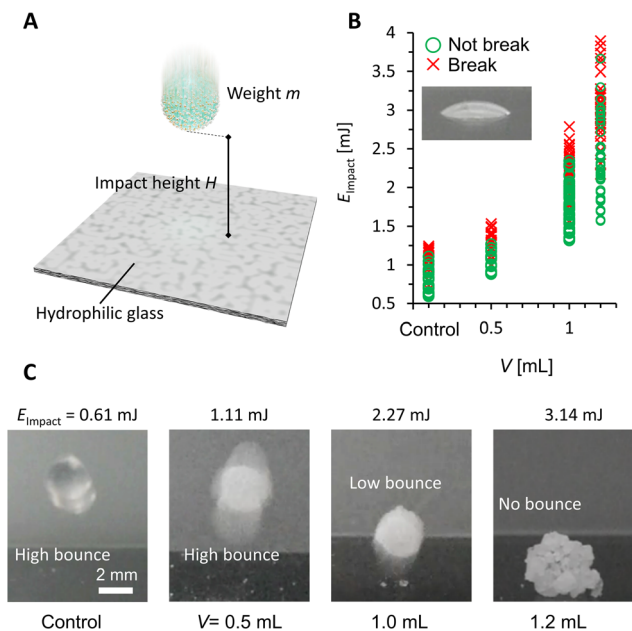 A
Weight m
Impact height H
Hydrophilic glass
B
Not break
Break
E_Impact [mJ]
4
3.5
3
2.5
2
1.5
1
0.5
Control
0.5
1
V [mL]
C
E_Impact = 0.61 mJ
1.11 mJ
2.27 mJ
3.14 mJ
High bounce
2 mm
High bounce
Low bounce
No bounce
Control
V= 0.5 mL
1.0 mL
1.2 mL